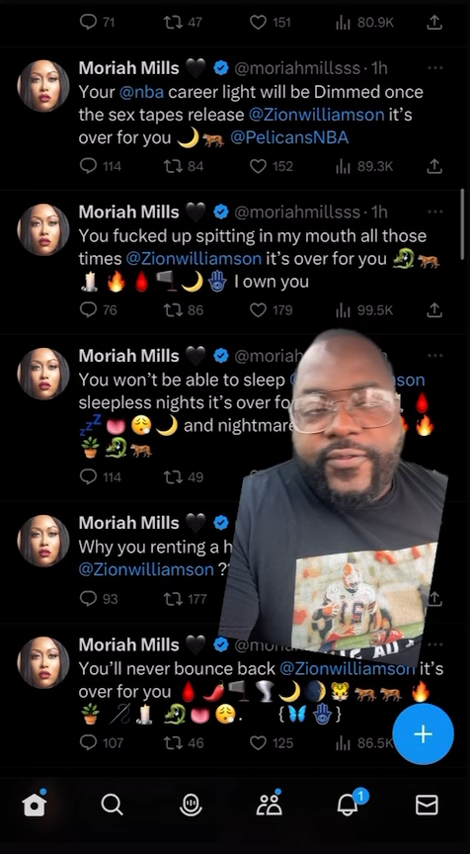 71 47 151 80.9K
Moriah Mills 🖤 @moriahmillsss · 1h
Your @nba career light will be Dimmed once
the sex tapes release @Zionwilliamson it's
over for you 🌙🐅 @PelicansNBA
114 84 152 89.3K
Moriah Mills 🖤 @moriahmillsss · 1h
You fucked up spitting in my mouth all those
times @Zionwilliamson it's over for you 🐉🐅
🕯️🔥🩸🏴🌙🪬 I own you
76 86 179 99.5K
Moriah Mills 🖤 @moriah
You won't be able to sleep
sleepless nights it's over fo
💤👅😮‍💨🌙 and nightmare
🪴🐉🐅
114 49
Moriah Mills 🖤
Why you renting a
@Zionwilliamson
93 177
Moriah Mills 🖤
You'll never bounce back @Zionwilliamson it's
over for you 🩸🌶️🏴🌪️🌙🌒🐯🐅🐅🔥
🪴🕯️🐉👅😮‍💨. {🦋🪬}
107 46 125 86.5K
1